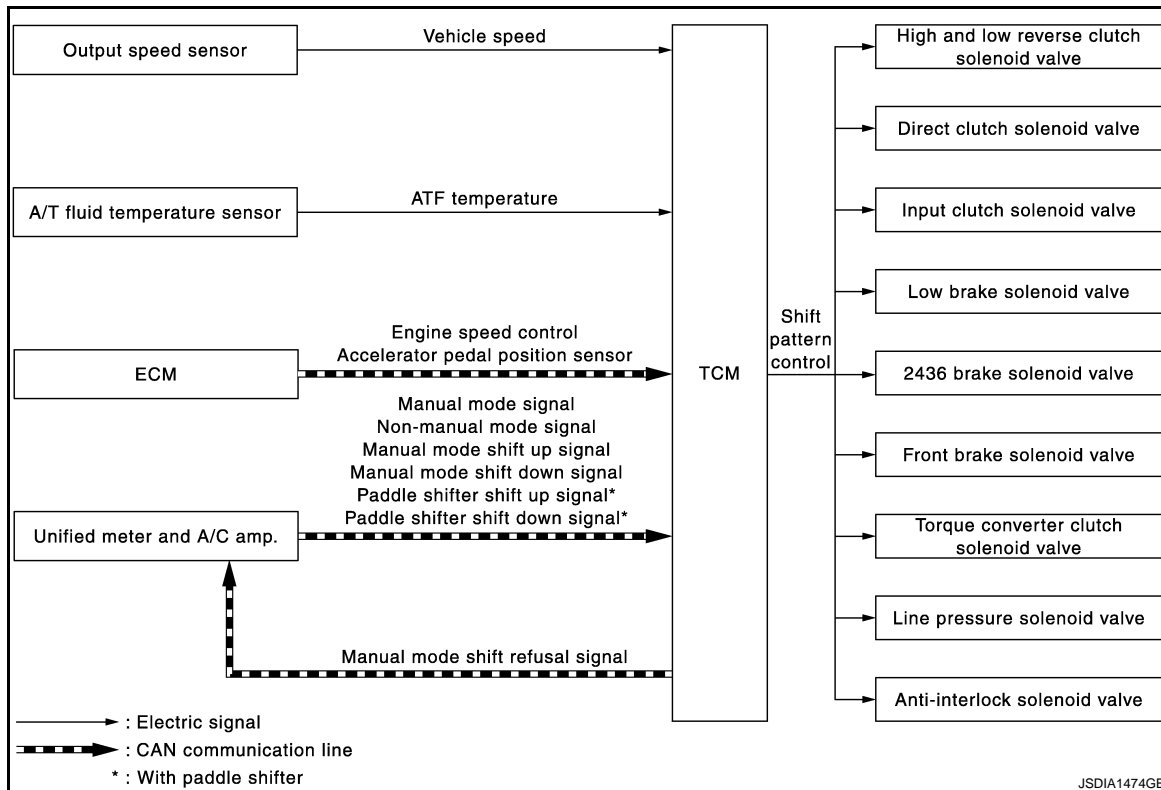 Output speed sensor
Vehicle speed
A/T fluid temperature sensor
ATF temperature
ECM
Engine speed control
Accelerator pedal position sensor
Unified meter and A/C amp.
Manual mode signal
Non-manual mode signal
Manual mode shift up signal
Manual mode shift down signal
Paddle shifter shift up signal*
Paddle shifter shift down signal*
Manual mode shift refusal signal
TCM
Shift
pattern
control
High and low reverse clutch
solenoid valve
Direct clutch solenoid valve
Input clutch solenoid valve
Low brake solenoid valve
2436 brake solenoid valve
Front brake solenoid valve
Torque converter clutch
solenoid valve
Line pressure solenoid valve
Anti-interlock solenoid valve
: Electric signal
: CAN communication line
* : With paddle shifter